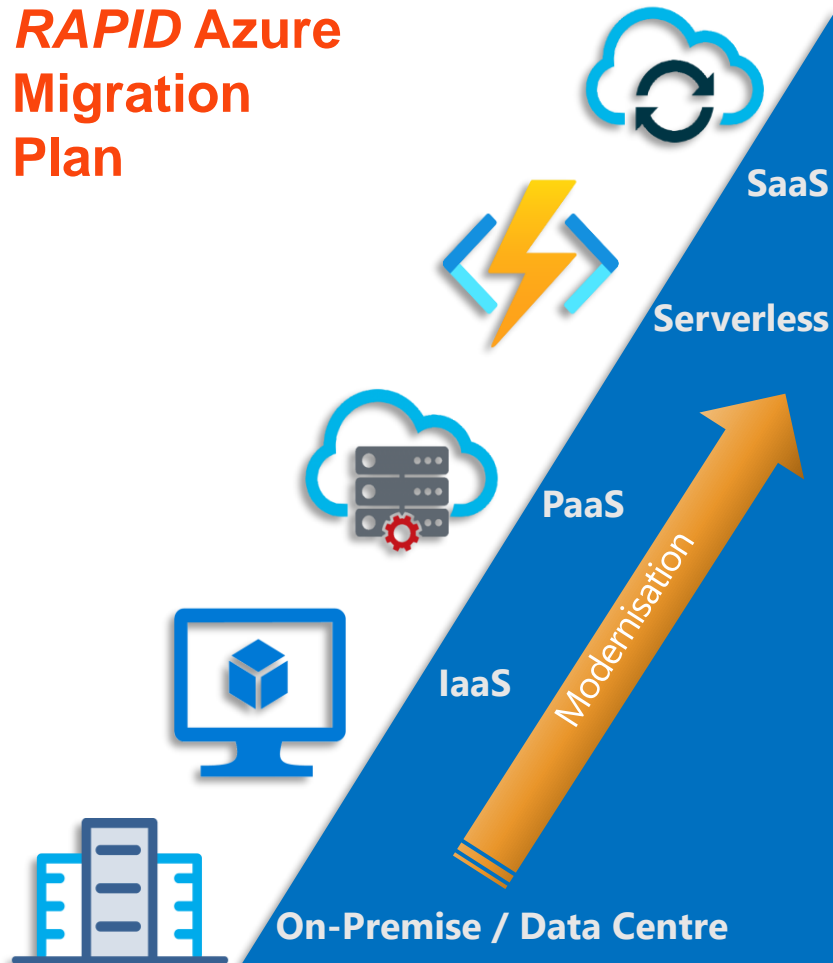 RAPID Azure
Migration
Plan
SaaS
Serverless
PaaS
Modernisation
IaaS
On-Premise / Data Centre